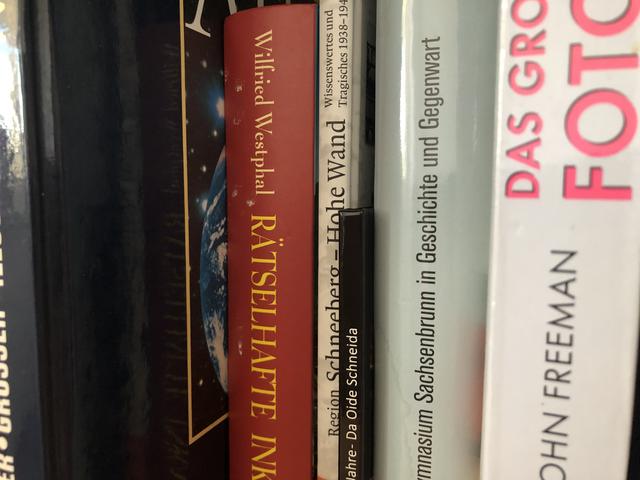 Wilfried Westphal RÄTSELHAFTE INK
Wissenswertes und
Tragisches 1938-194
Region Schneeberg - Hohe Wand
Jahre- Da Oide Schneida
ymnasium Sachsenbrunn in Geschichte und Gegenwart
DAS GRO
FOTO
OHN FREEMAN